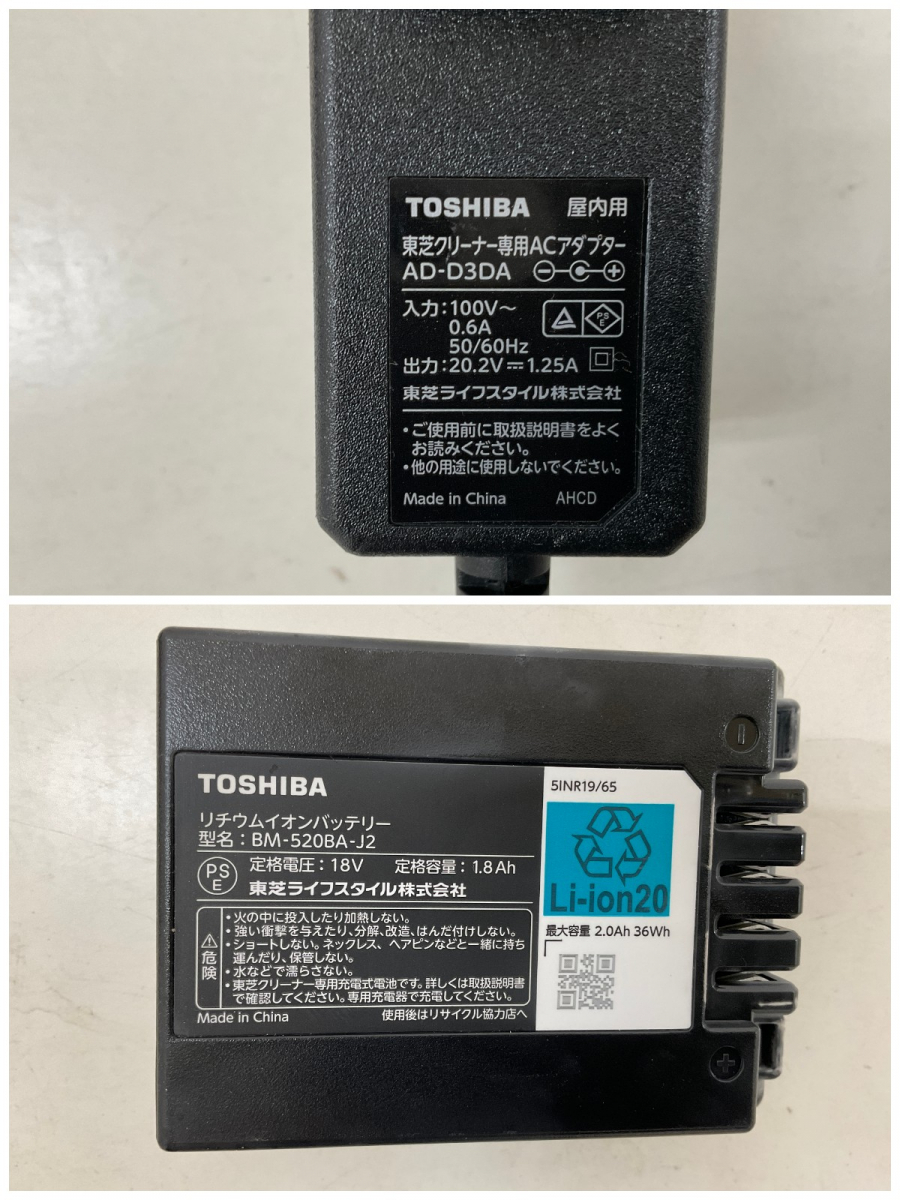 TOSHIBA 屋内用
東芝クリーナー専用ACアダプター
AD-D3DA
入力:100V～
0.6A
50/60Hz
PS
E
出力:20.2V⎓1.25A
東芝ライフスタイル株式会社
・ご使用前に取扱説明書をよく
お読みください。
・他の用途に使用しないでください。
Made in China AHCD
TOSHIBA
リチウムイオンバッテリー
型名:BM-520BA-J2
PS
E
定格電圧:18V 定格容量:1.8Ah
東芝ライフスタイル株式会社
危険
・火の中に投入したり加熱しない。
・強い衝撃を与えたり、分解、改造、はんだ付けしない。
・ショートしない。ネックレス、ヘアピンなどと一緒に持ち
運んだり、保管しない。
・水などで濡らさない。
・東芝クリーナー専用充電式電池です。詳しくは取扱説明書
で確認してください。専用充電器で充電してください。
Made in China 使用後はリサイクル協力店へ
5INR19/65
Li-ion20
最大容量 2.0Ah 36Wh